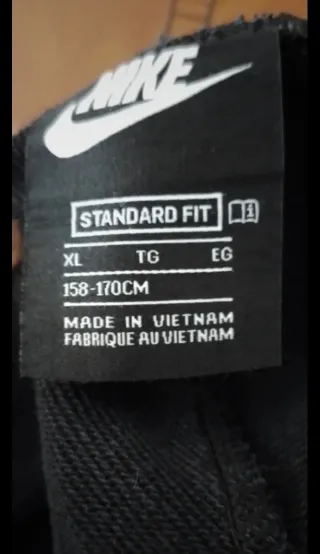 NIKE
STANDARD FIT
XL TG EG
158-170CM
MADE IN VIETNAM
FABRIQUE AU VIETNAM